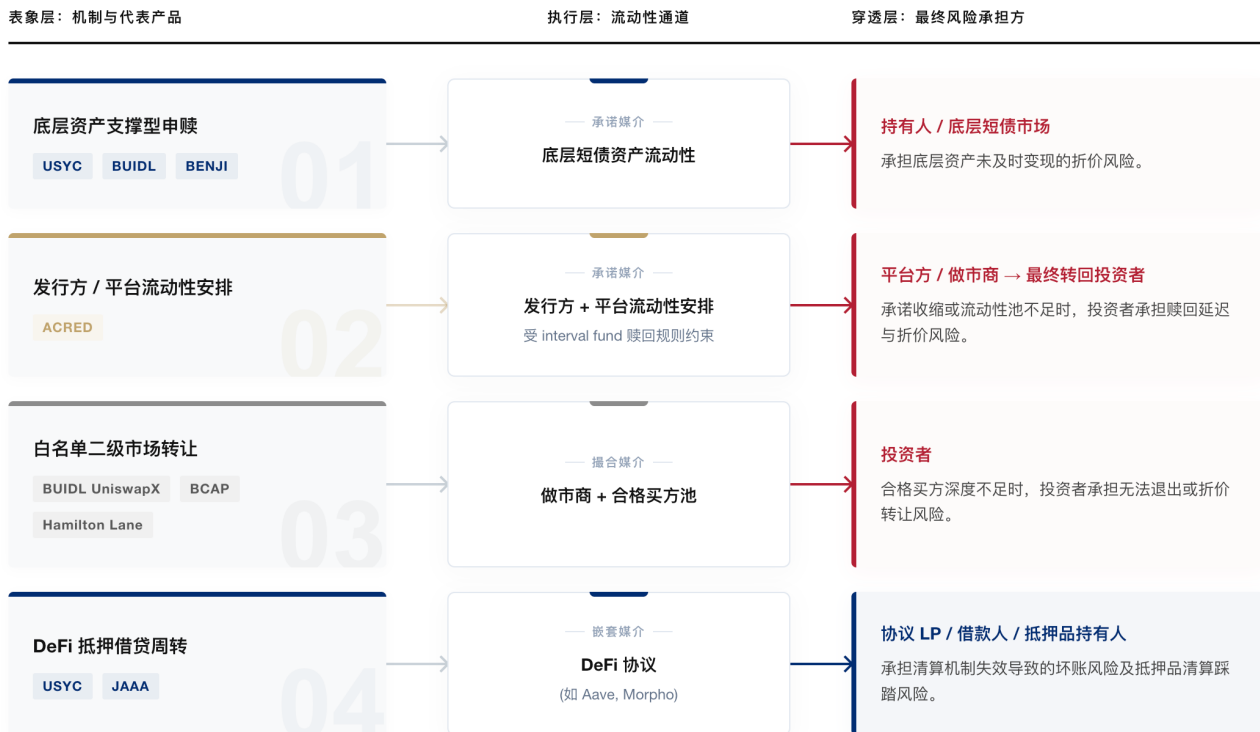 表象层：机制与代表产品
执行层：流动性通道
穿透层：最终风险承担方
底层资产支撑型申赎
USYC
BUIDL
BENJI
01
承诺媒介
底层短债资产流动性
持有人 / 底层短债市场
承担底层资产未及时变现的折价风险。
发行方 / 平台流动性安排
ACRED
02
承诺媒介
发行方 + 平台流动性安排
受 interval fund 赎回规则约束
平台方 / 做市商 → 最终转回投资者
承诺收缩或流动性池不足时，投资者承担赎回延迟
与折价风险。
白名单二级市场转让
BUIDL UniswapX
BCAP
Hamilton Lane
03
撮合媒介
做市商 + 合格买方池
投资者
合格买方深度不足时，投资者承担无法退出或折价
转让风险。
DeFi 抵押借贷周转
USYC
JAAA
04
嵌套媒介
DeFi 协议
(如 Aave, Morpho)
协议 LP / 借款人 / 抵押品持有人
承担清算机制失效导致的坏账风险及抵押品清算踩
踏风险。